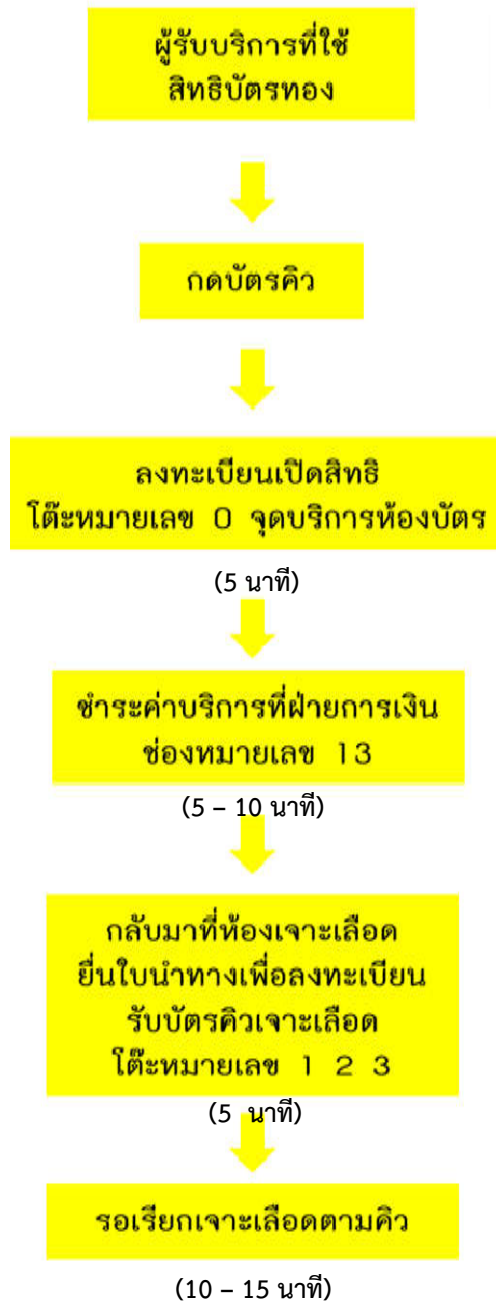 ผู้รับบริการที่ใช้
สิทธิบัตรทอง
กดบัตรคิว
ลงทะเบียนเปิดสิทธิ
โต๊ะหมายเลข 0 จุดบริการห้องบัตร
(5 นาที)
ชำระค่าบริการที่ฝ่ายการเงิน
ช่องหมายเลข 13
(5 – 10 นาที)
กลับมาที่ห้องเจาะเลือด
ยื่นใบนำทางเพื่อลงทะเบียน
รับบัตรคิวเจาะเลือด
โต๊ะหมายเลข 1 2 3
(5 นาที)
รอเรียกเจาะเลือดตามคิว
(10 – 15 นาที)